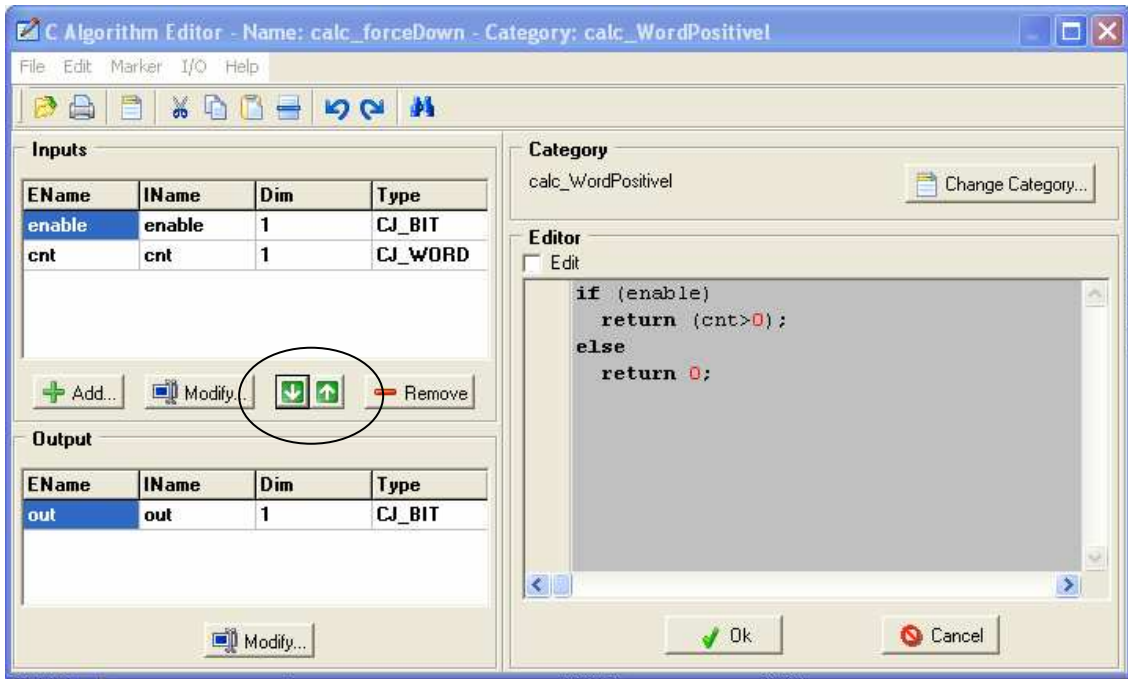 C Algorithm Editor - Name: calc_forceDown - Category: calc_WordPositivel
File Edit Marker I/O Help
Inputs
EName IName Dim Type
enable enable 1 CJ_BIT
cnt cnt 1 CJ_WORD
Add... Modify... Remove
Output
EName IName Dim Type
out out 1 CJ_BIT
Modify...
Category
calc_WordPositivel
Change Category...
Editor
Edit
if (enable)
return (cnt>0);
else
return 0;
Ok Cancel